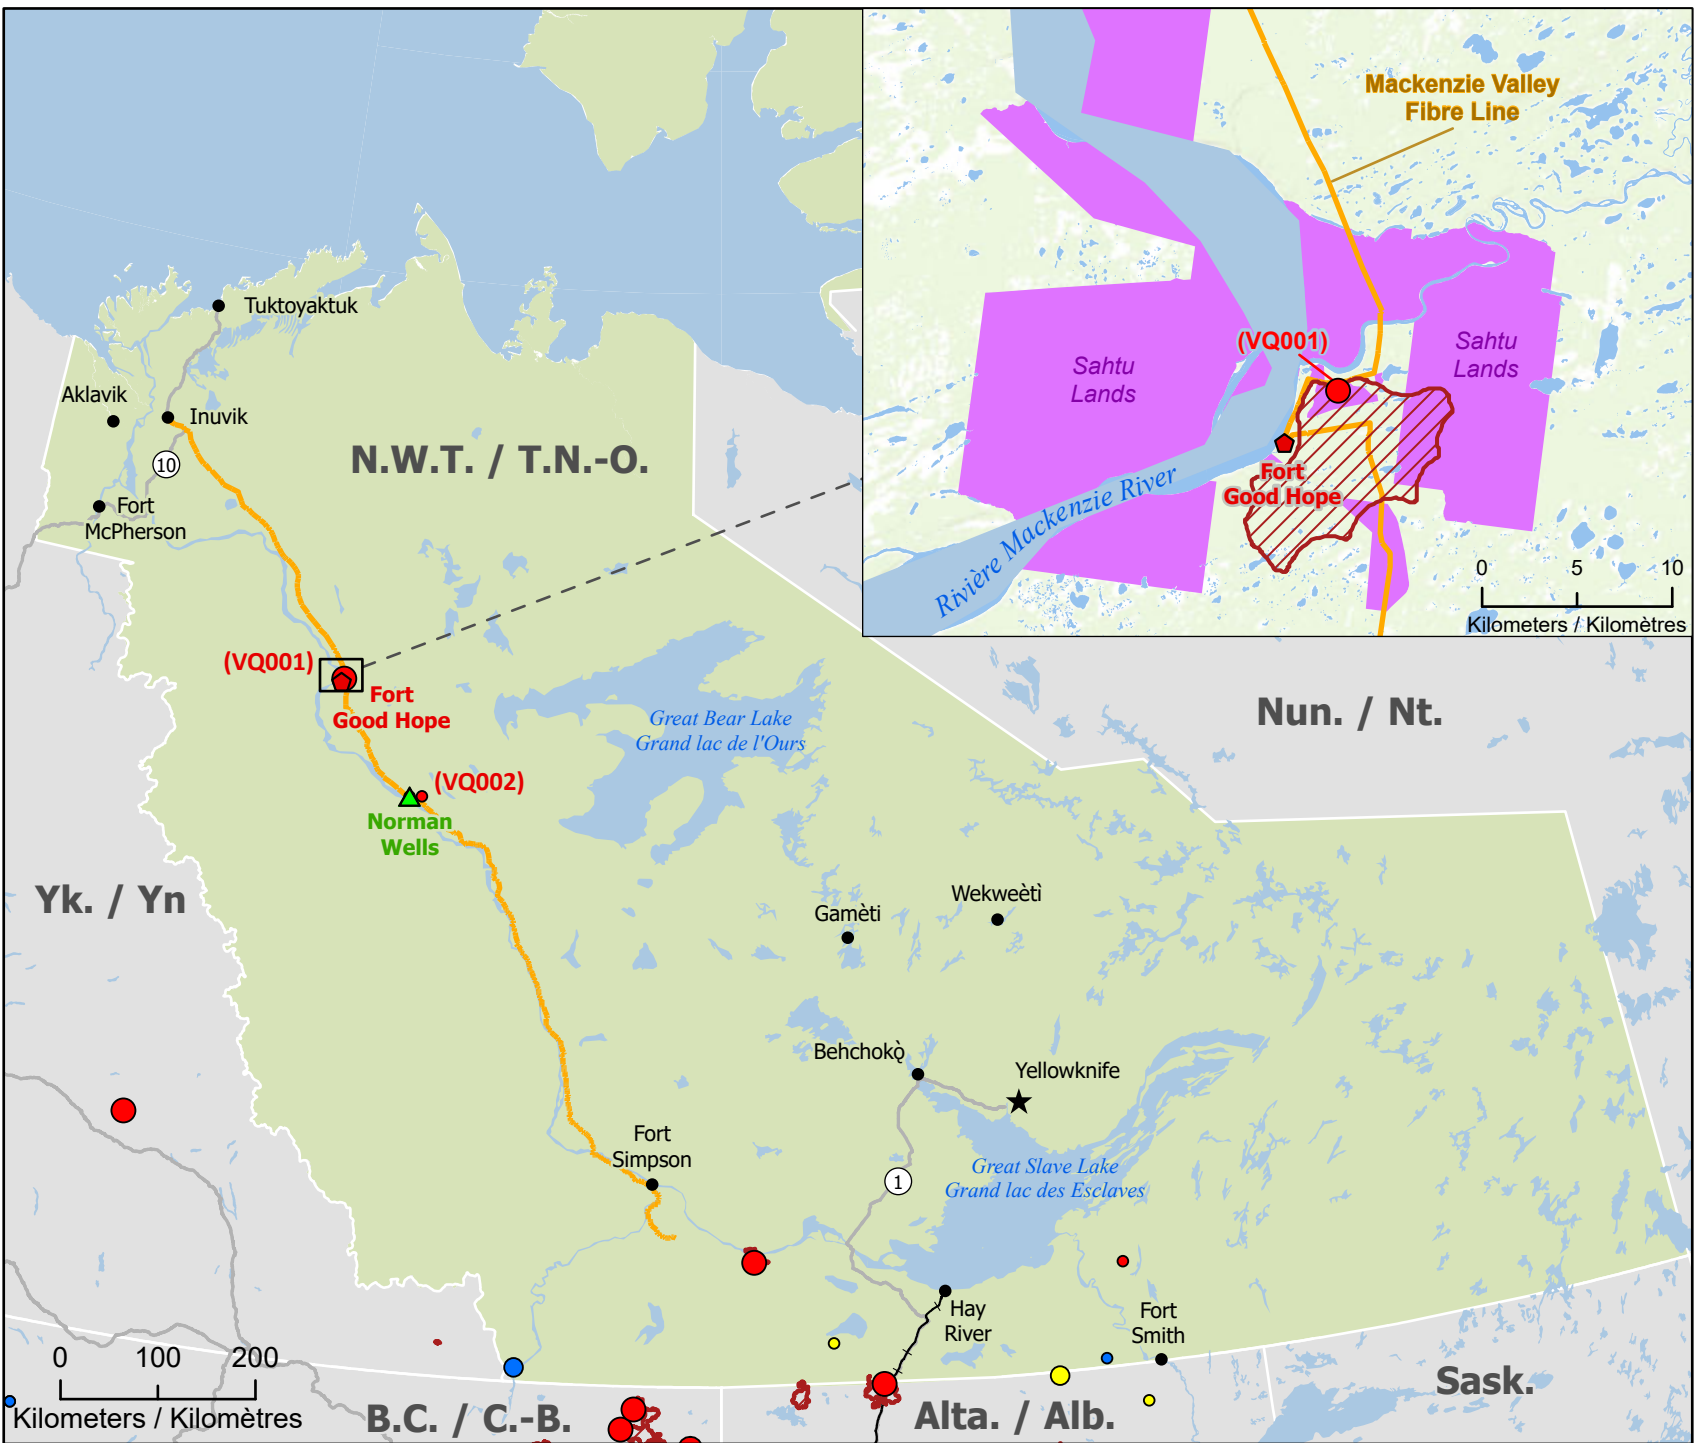 Mackenzie Valley
Fibre Line
(VQ001)
Sahtu
Lands
Sahtu
Lands
Fort
Good Hope
Rivière Mackenzie River
0 5 10
Kilometers / Kilomètres
Tuktoyaktuk
Aklavik
Inuvik
10
N.W.T. / T.N.-O.
Fort
McPherson
(VQ001)
Fort
Good Hope
Great Bear Lake
Grand lac de l'Ours
Nun. / Nt.
(VQ002)
Norman
Wells
Yk. / Yn
Wekweètì
Gamèti
Behchokǫ̀
Yellowknife
Fort
Simpson
1
Great Slave Lake
Grand lac des Esclaves
Hay
River
Fort
Smith
0 100 200
Kilometers / Kilomètres
B.C. / C.-B.
Alta. / Alb.
Sask.